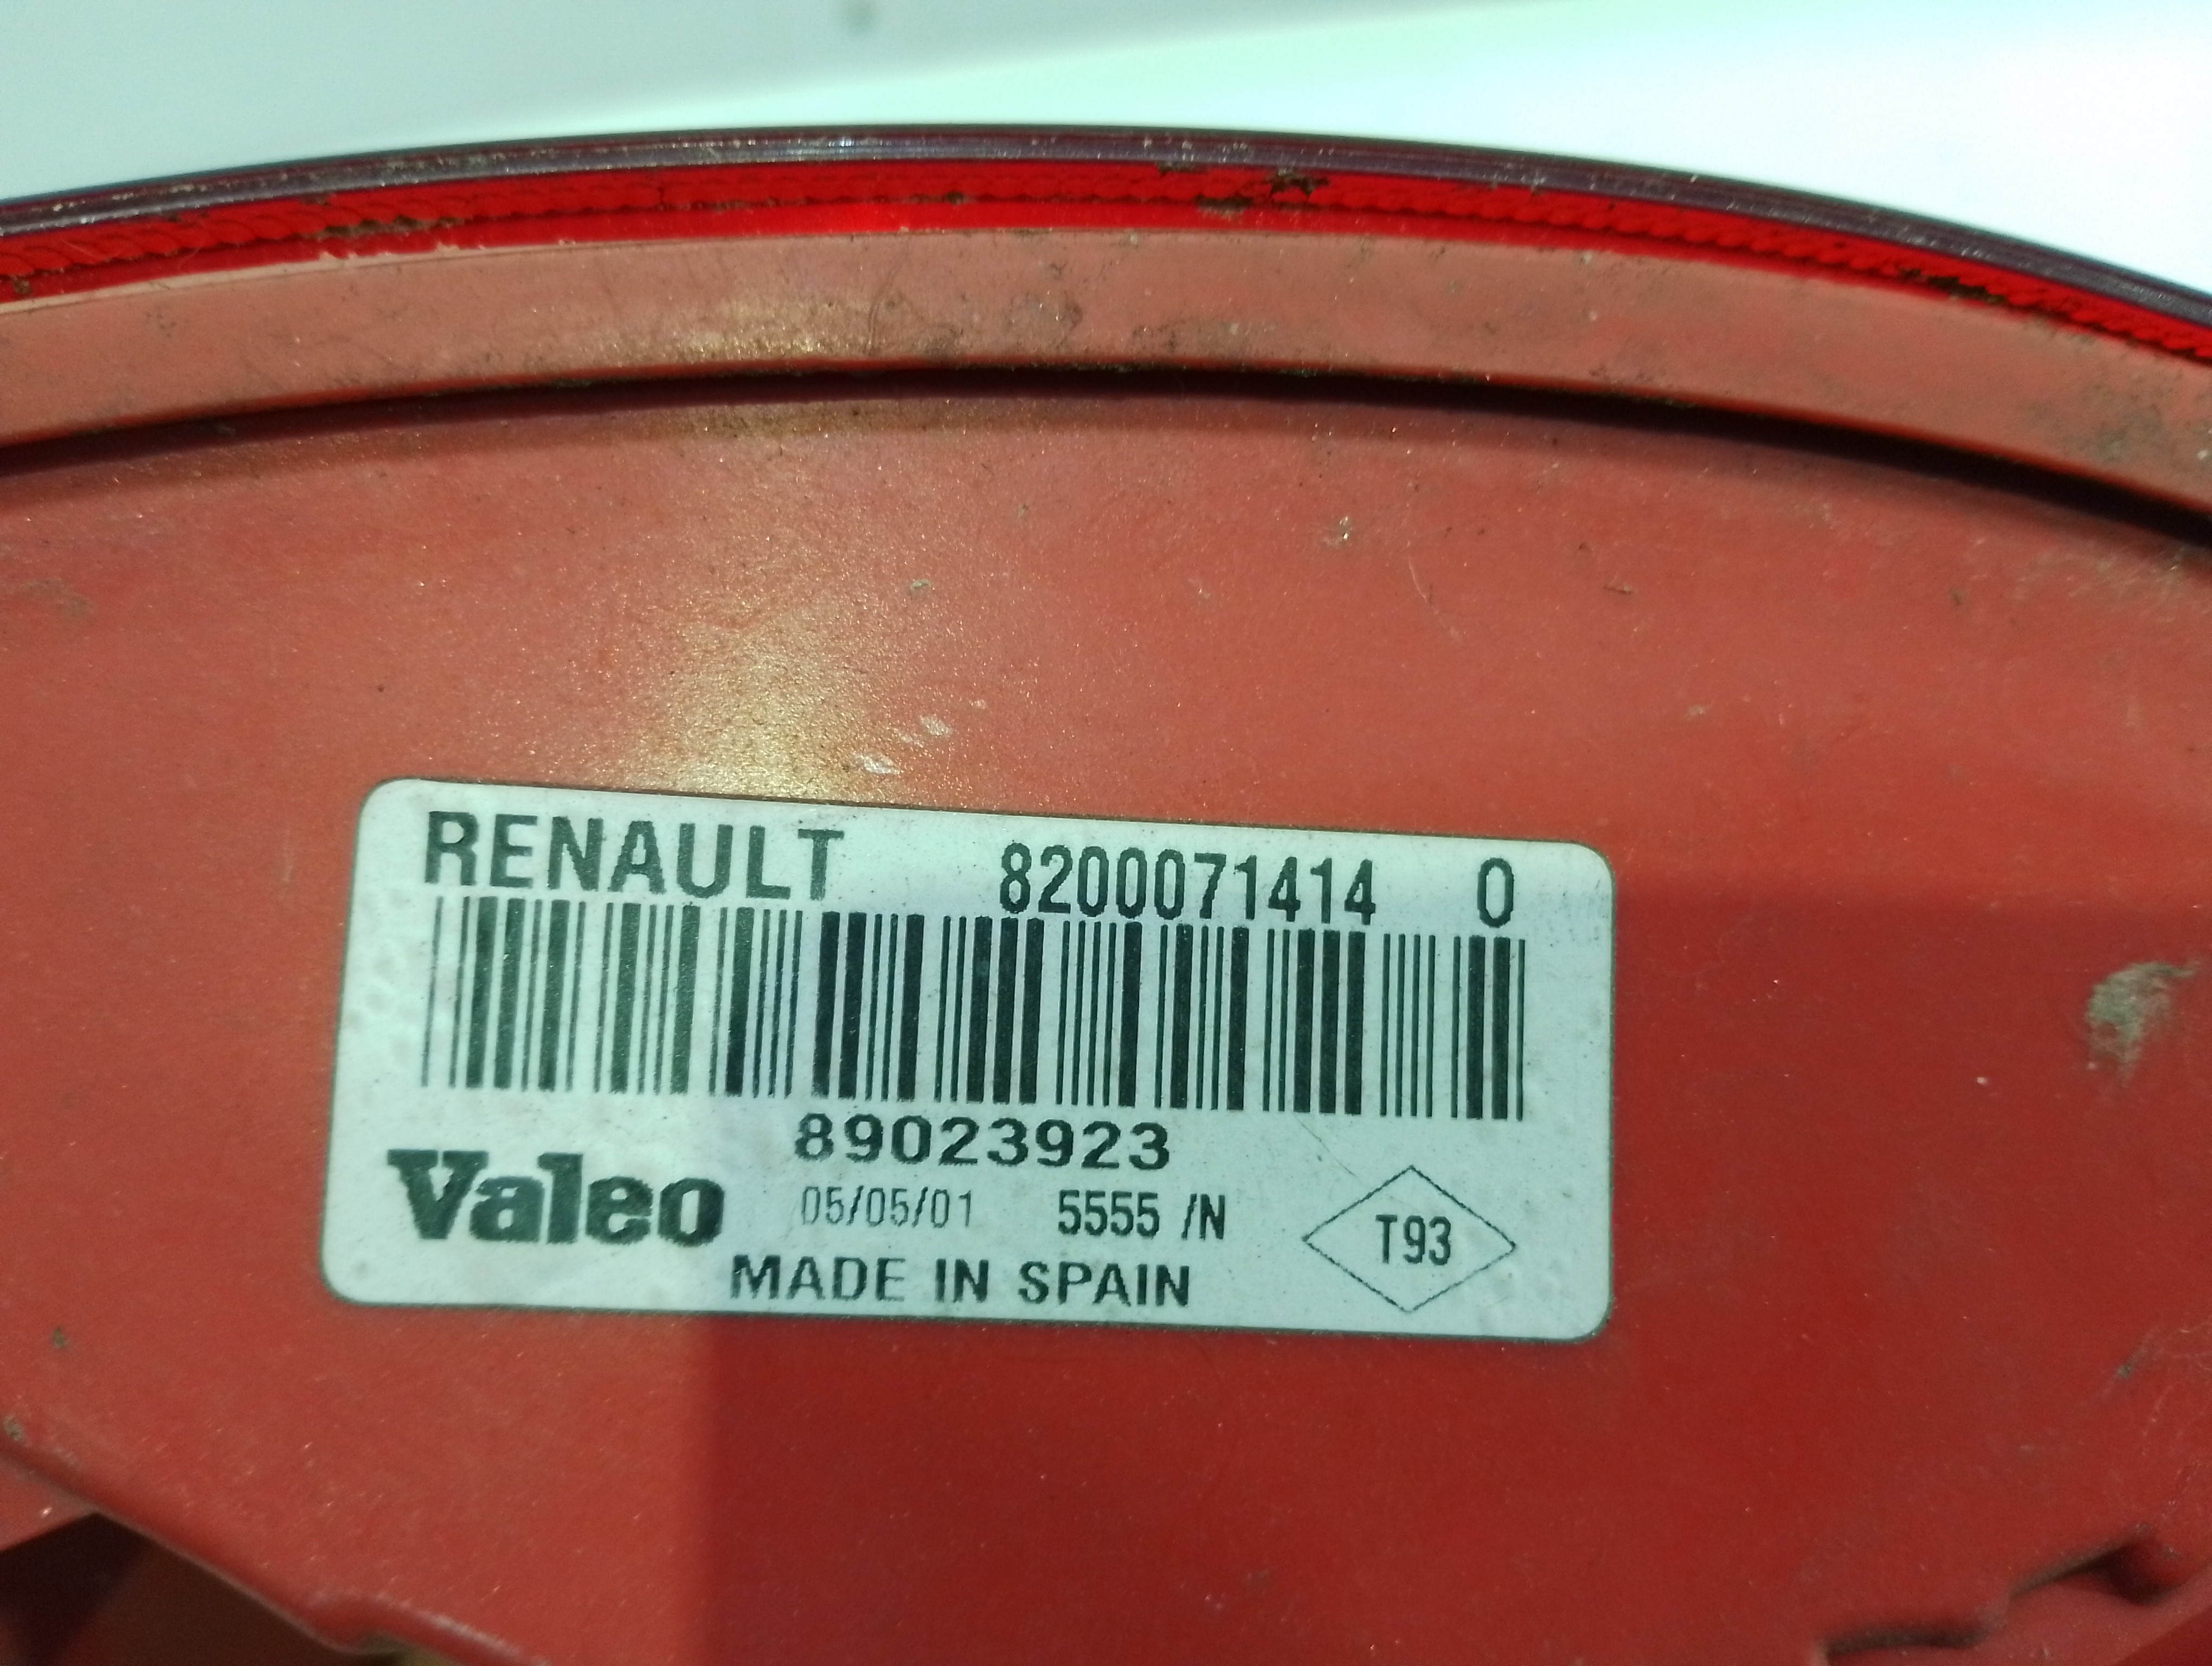 RENAULT 8200071414 0
89023923
Valeo 05/05/01 5555 /N T93
MADE IN SPAIN